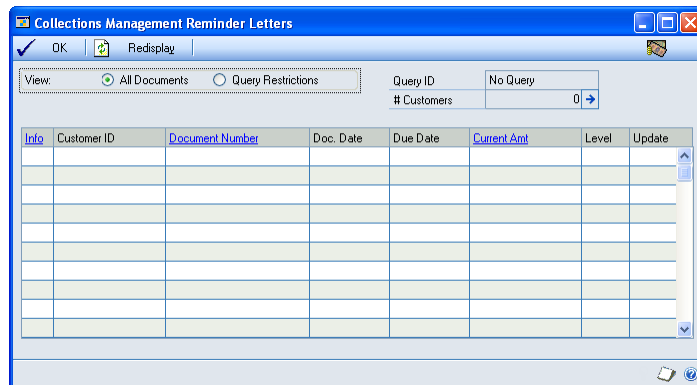 Collections Management Reminder Letters
OK Redisplay
View: All Documents Query Restrictions Query ID No Query
# Customers 0
Info Customer ID Document Number Doc. Date Due Date Current Amt Level Update